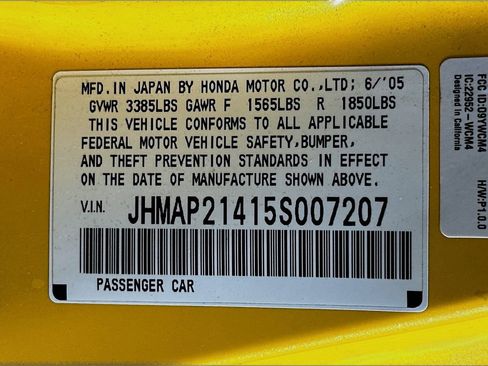 MFD. IN JAPAN BY HONDA MOTOR CO.,LTD; 6/'05
GVWR 3385LBS GAWR F 1565LBS R 1850LBS
THIS VEHICLE CONFORMS TO ALL APPLICABLE
FEDERAL MOTOR VEHICLE SAFETY,BUMPER,
AND THEFT PREVENTION STANDARDS IN EFFECT
ON THE DATE OF MANUFACTURE SHOWN ABOVE.
V.I.N. JHMAP21415S007207
PASSENGER CAR
FCC ID:O9YWCM4
IC:22952-WCM4
Designed in California
H/W:P1.0.0